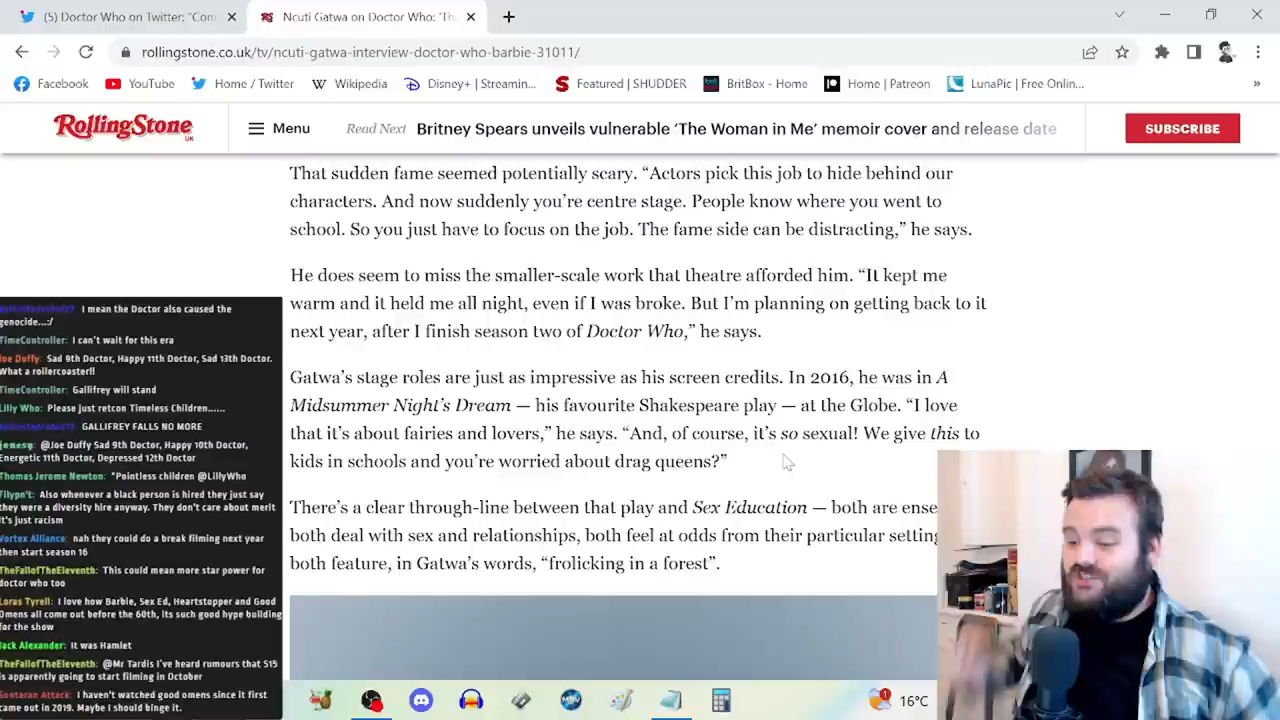 (5) Doctor Who on Twitter: "Com
Ncuti Gatwa on Doctor Who: 'Th
rollingstone.co.uk/tv/ncuti-gatwa-interview-doctor-who-barbie-31011/
Facebook YouTube Home / Twitter Wikipedia Disney+ | Streamin... Featured | SHUDDER BritBox - Home Home | Patreon LunaPic | Free Onlin... »
RollingStone UK
Menu
Read Next Britney Spears unveils vulnerable 'The Woman in Me' memoir cover and release date
SUBSCRIBE
That sudden fame seemed potentially scary. “Actors pick this job to hide behind our
characters. And now suddenly you’re centre stage. People know where you went to
school. So you just have to focus on the job. The fame side can be distracting,” he says.
He does seem to miss the smaller-scale work that theatre afforded him. “It kept me
warm and it held me all night, even if I was broke. But I’m planning on getting back to it
next year, after I finish season two of Doctor Who,” he says.
Gatwa’s stage roles are just as impressive as his screen credits. In 2016, he was in A
Midsummer Night’s Dream — his favourite Shakespeare play — at the Globe. “I love
that it’s about fairies and lovers,” he says. “And, of course, it’s so sexual! We give this to
kids in schools and you’re worried about drag queens?”
There’s a clear through-line between that play and Sex Education — both are ense
both deal with sex and relationships, both feel at odds from their particular setting
both feature, in Gatwa’s words, “frolicking in a forest”.
I mean the Doctor also caused the
genocide...:/
TimeController: I can't wait for this era
Joe Duffy: Sad 9th Doctor, Happy 11th Doctor, Sad 13th Doctor.
What a rollercoaster!!
TimeController: Gallifrey will stand
Lilly Who: Please just retcon Timeless Children......
GALLIFREY FALLS NO MORE
@Joe Duffy Sad 9th Doctor, Happy 10th Doctor,
Energetic 11th Doctor, Depressed 12th Doctor
Thomas Jerome Newton: *Pointless children @LillyWho
Tllypn't: Also whenever a black person is hired they just say
they were a diversity hire anyway. They don't care about merit
it's just racism
Vortex Alliance: nah they could do a break filming next year
then start season 16
TheFallofTheEleventh: This could mean more star power for
doctor who too
Loras Tyrell: I love how Barbie, Sex Ed, Heartstopper and Good
Omens all come out before the 60th, its such good hype building
for the show
Jack Alexander: It was Hamlet
TheFallofTheEleventh: @Mr Tardis I've heard rumours that S15
is apparently going to start filming in October
Sontaran Attack: I haven't watched good omens since it first
came out in 2019. Maybe I should binge it.
16°C